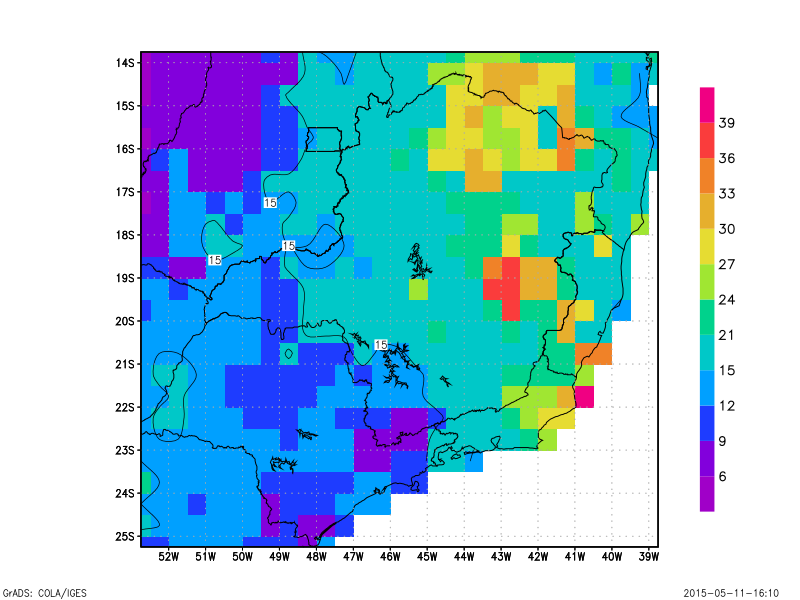 14S
15S
16S
17S
18S
19S
20S
21S
22S
23S
24S
25S
52W 51W 50W 49W 48W 47W 46W 45W 44W 43W 42W 41W 40W 39W
15
15
15
15
39
36
33
30
27
24
21
15
12
9
6
GrADS: COLA/IGES 2015-05-11-16:10